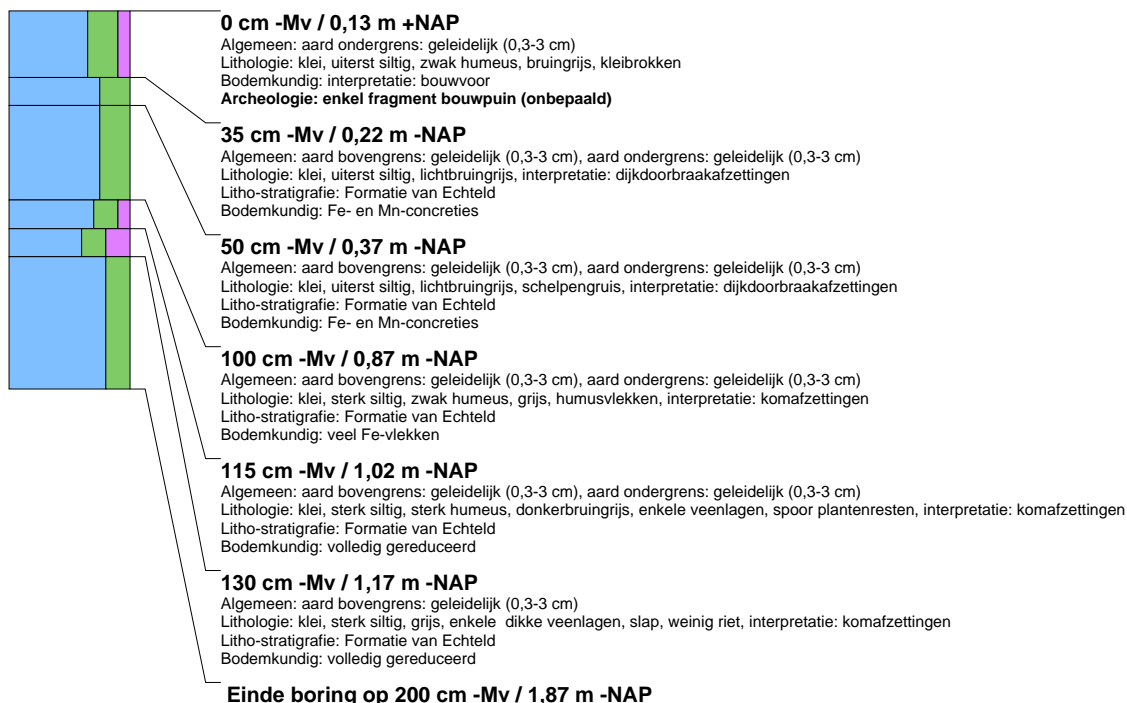 0 cm -Mv / 0,13 m +NAP
Algemeen: aard ondergrens: geleidelijk (0,3-3 cm)
Lithologie: klei, uiterst siltig, zwak humeus, bruingrijs, kleibrokken
Bodemkundig: interpretatie: bouwvoor
Archeologie: enkel fragment bouwpuin (onbepaald)
35 cm -Mv / 0,22 m -NAP
Algemeen: aard bovengrens: geleidelijk (0,3-3 cm), aard ondergrens: geleidelijk (0,3-3 cm)
Lithologie: klei, uiterst siltig, lichtbruingrijs, interpretatie: dijkdoorbraakafzettingen
Litho-stratigrafie: Formatie van Echteld
Bodemkundig: Fe- en Mn-concreties
50 cm -Mv / 0,37 m -NAP
Algemeen: aard bovengrens: geleidelijk (0,3-3 cm), aard ondergrens: geleidelijk (0,3-3 cm)
Lithologie: klei, uiterst siltig, lichtbruingrijs, schelpengruis, interpretatie: dijkdoorbraakafzettingen
Litho-stratigrafie: Formatie van Echteld
Bodemkundig: Fe- en Mn-concreties
100 cm -Mv / 0,87 m -NAP
Algemeen: aard bovengrens: geleidelijk (0,3-3 cm), aard ondergrens: geleidelijk (0,3-3 cm)
Lithologie: klei, sterk siltig, zwak humeus, grijs, humusvlekken, interpretatie: komafzettingen
Litho-stratigrafie: Formatie van Echteld
Bodemkundig: veel Fe-vlekken
115 cm -Mv / 1,02 m -NAP
Algemeen: aard bovengrens: geleidelijk (0,3-3 cm), aard ondergrens: geleidelijk (0,3-3 cm)
Lithologie: klei, sterk siltig, sterk humeus, donkerbruingrijs, enkele veenlagen, spoor plantenresten, interpretatie: komafzettingen
Litho-stratigrafie: Formatie van Echteld
Bodemkundig: volledig gereduceerd
130 cm -Mv / 1,17 m -NAP
Algemeen: aard bovengrens: geleidelijk (0,3-3 cm)
Lithologie: klei, sterk siltig, grijs, enkele  dikke veenlagen, slap, weinig riet, interpretatie: komafzettingen
Litho-stratigrafie: Formatie van Echteld
Bodemkundig: volledig gereduceerd
Einde boring op 200 cm -Mv / 1,87 m -NAP